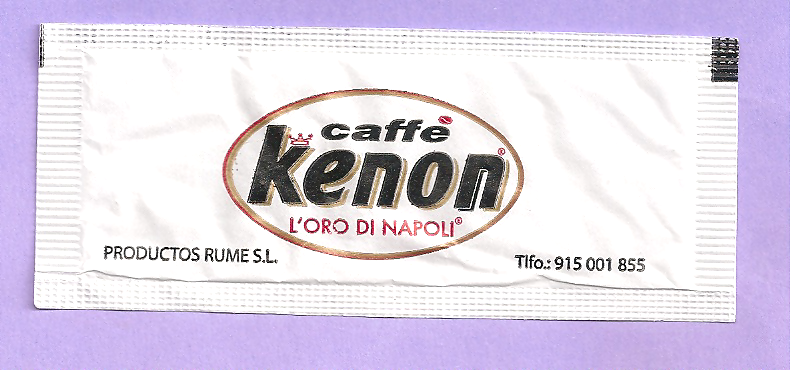 caffè
kenon®
L'ORO DI NAPOLI®
PRODUCTOS RUME S.L.
Tlfo.: 915 001 855